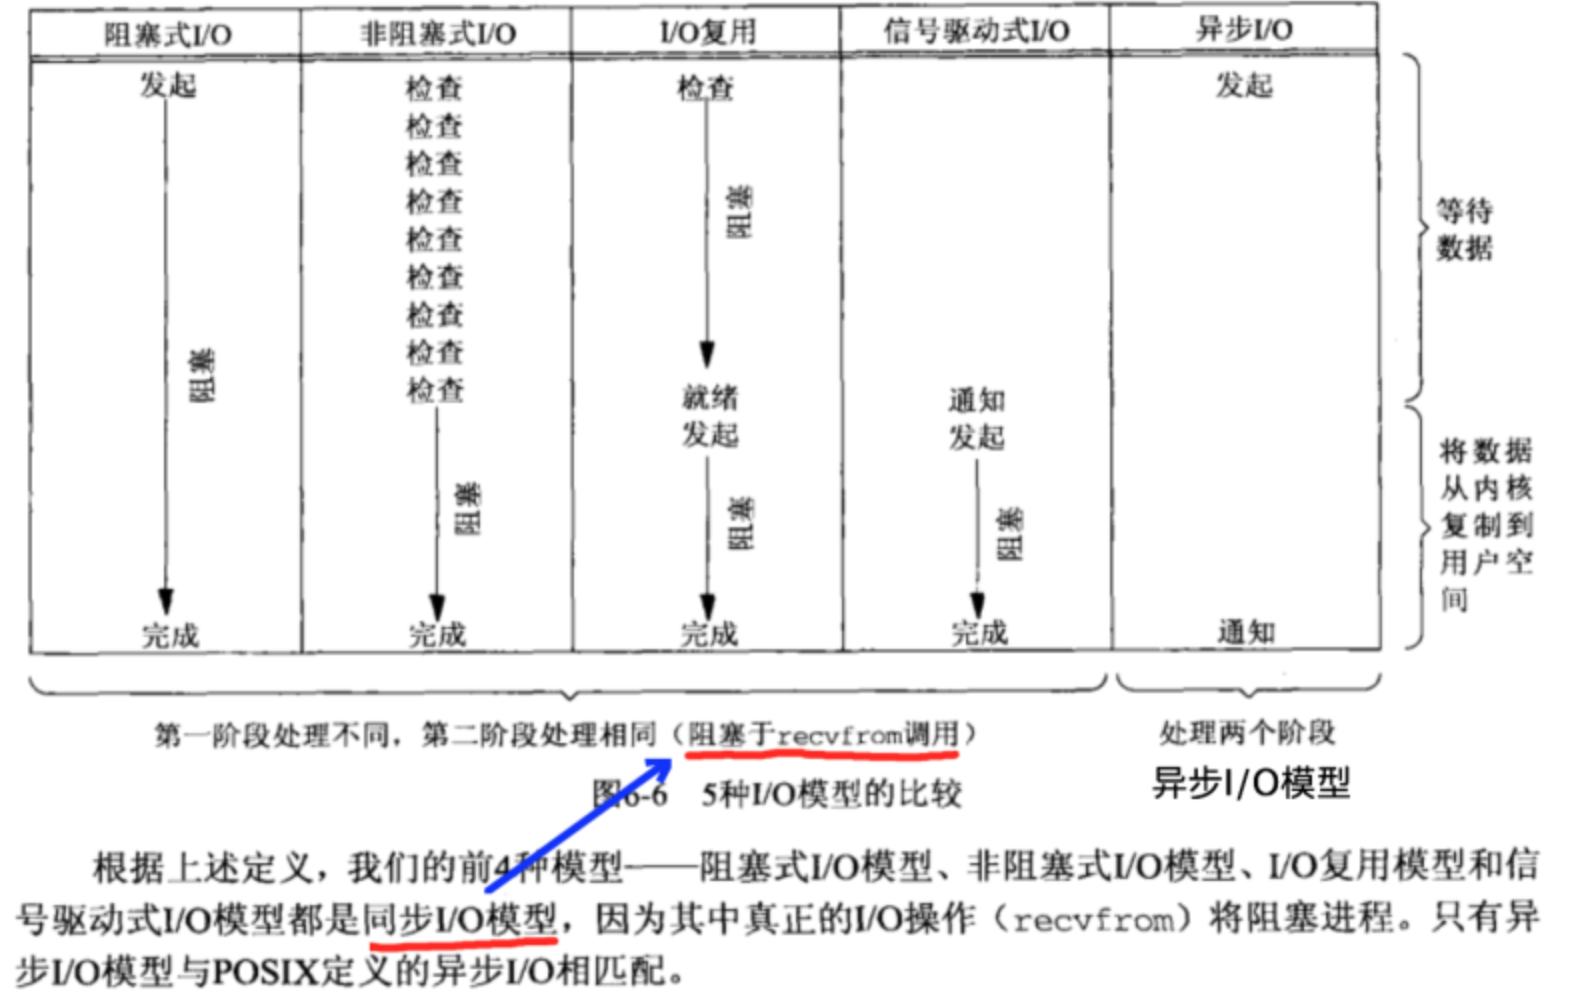 阻塞式I/O 非阻塞式I/O I/O复用 信号驱动式I/O 异步I/O
发起 检查 检查 发起
检查
检查
检查
阻塞
检查
等待
数据
检查
检查
检查
阻塞
检查 就绪 通知
发起 发起
将数据
从内核
复制到
用户空
间
阻塞 阻塞 阻塞
完成 完成 完成 完成 通知
第一阶段处理不同，第二阶段处理相同（阻塞于recvfrom调用） 处理两个阶段
异步I/O模型
图6-6 5种I/O模型的比较
根据上述定义，我们的前4种模型——阻塞式I/O模型、非阻塞式I/O模型、I/O复用模型和信
号驱动式I/O模型都是同步I/O模型，因为其中真正的I/O操作（recvfrom）将阻塞进程。只有异
步I/O模型与POSIX定义的异步I/O相匹配。